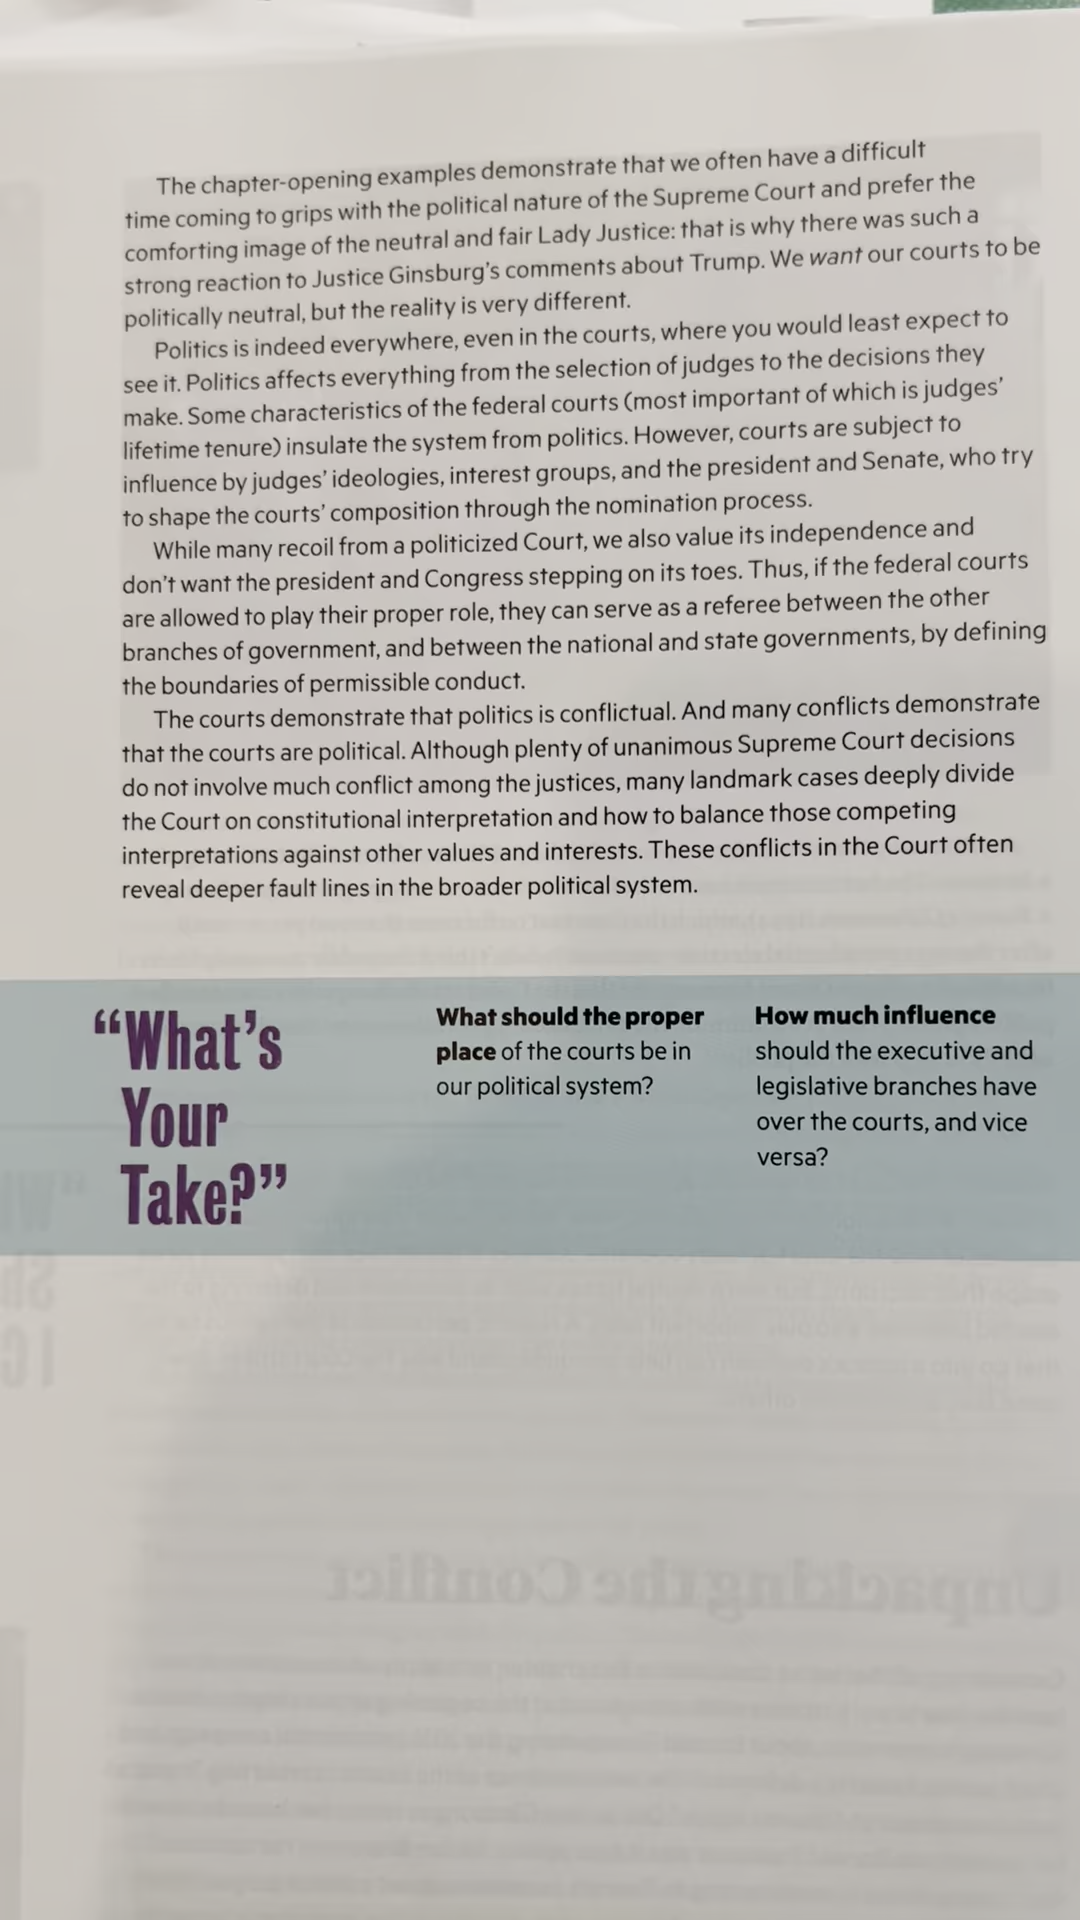 The chapter-opening examples demonstrate that we often have a difficult
time coming to grips with the political nature of the Supreme Court and prefer the
comforting image of the neutral and fair Lady Justice: that is why there was such a
strong reaction to Justice Ginsburg's comments about Trump. We want our courts to be
politically neutral, but the reality is very different.
Politics is indeed everywhere, even in the courts, where you would least expect to
see it. Politics affects everything from the selection of judges to the decisions they
make. Some characteristics of the federal courts (most important of which is judges'
lifetime tenure) insulate the system from politics. However, courts are subject to
influence by judges' ideologies, interest groups, and the president and Senate, who try
to shape the courts' composition through the nomination process.
While many recoil from a politicized Court, we also value its independence and
don't want the president and Congress stepping on its toes. Thus, if the federal courts
are allowed to play their proper role, they can serve as a referee between the other
branches of government, and between the national and state governments, by defining
the boundaries of permissible conduct.
The courts demonstrate that politics is conflictual. And many conflicts demonstrate
that the courts are political. Although plenty of unanimous Supreme Court decisions
do not involve much conflict among the justices, many landmark cases deeply divide
the Court on constitutional interpretation and how to balance those competing
interpretations against other values and interests. These conflicts in the Court often
reveal deeper fault lines in the broader political system.
“What's
Your
Take?”
What should the proper
place of the courts be in
our political system?
How much influence
should the executive and
legislative branches have
over the courts, and vice
versa?
Unpacking the Conflict